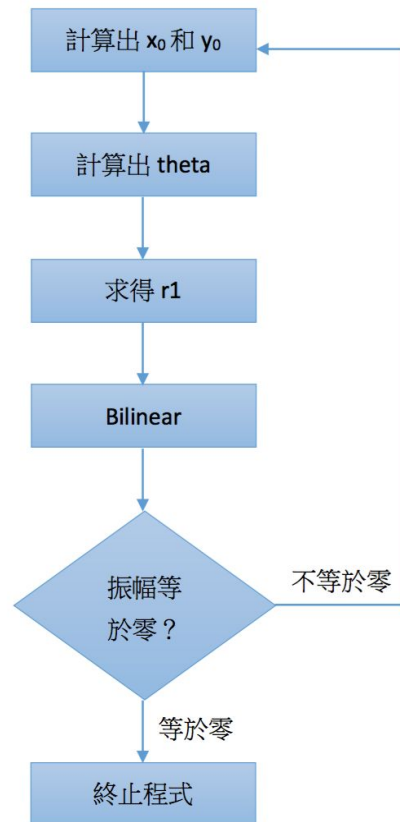 計算出 x₀ 和 y₀
計算出 theta
求得 r1
Bilinear
振幅等
於零？
不等於零
等於零
終止程式